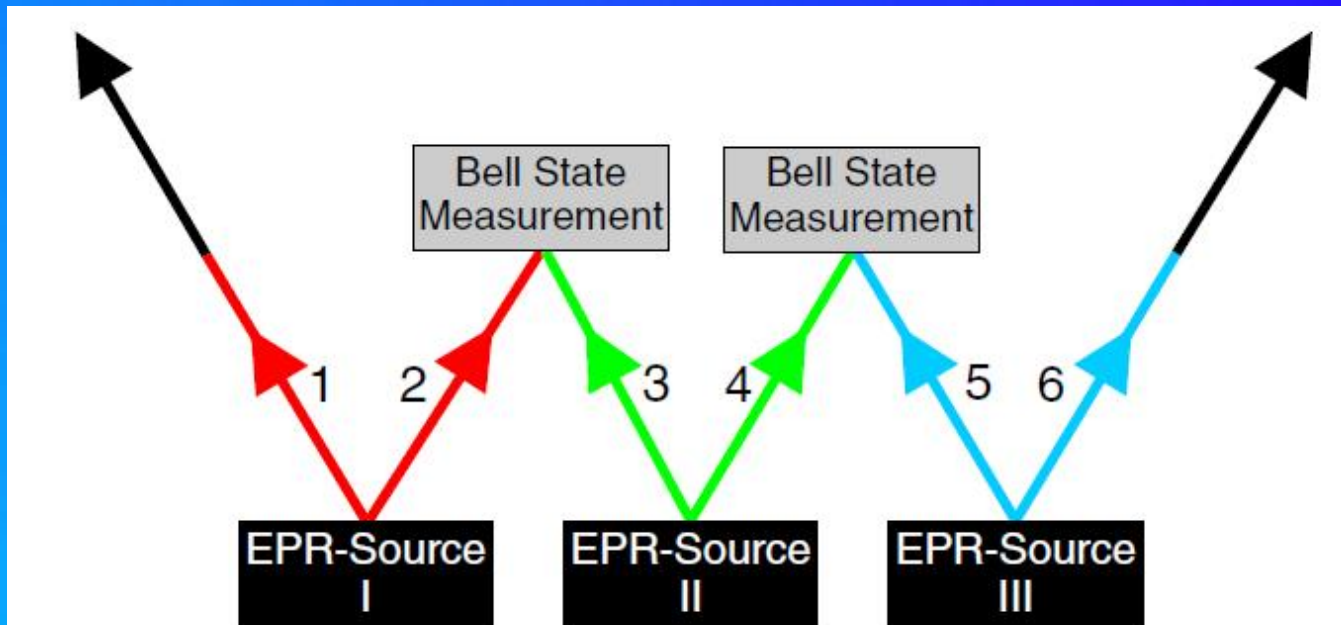 Bell State
Measurement
Bell State
Measurement
1
2
3
4
5
6
EPR-Source
I
EPR-Source
II
EPR-Source
III